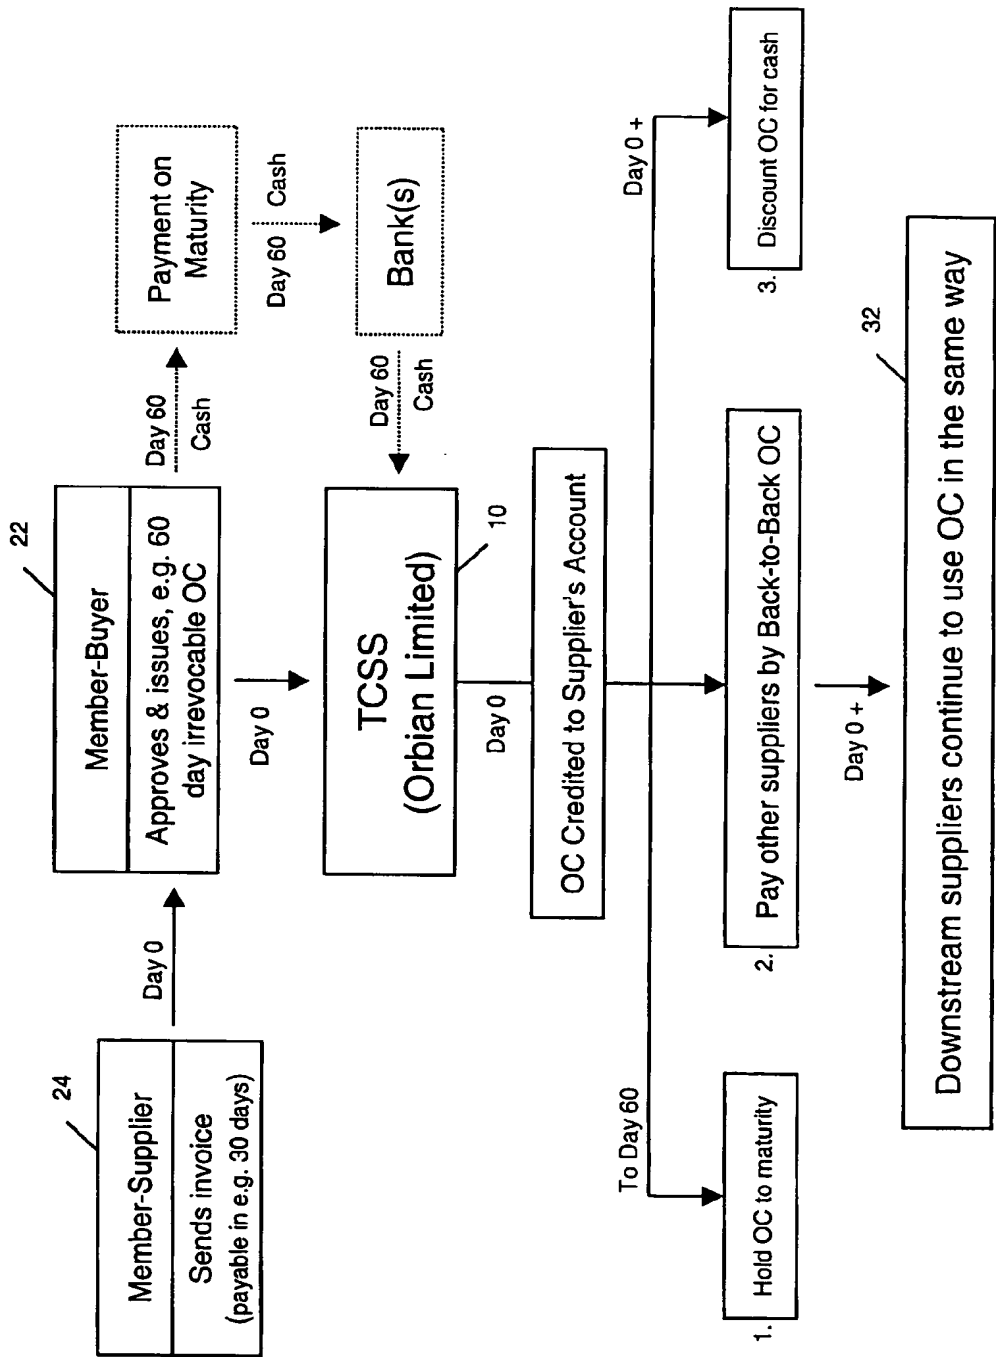 24
Member-Supplier
Sends invoice
(payable in e.g. 30 days)
Day 0
22
Member-Buyer
Approves & issues, e.g. 60
day irrevocable OC
Day 60
Cash
Payment on
Maturity
Day 60
Cash
Bank(s)
Day 60
Cash
Day 0
TCSS
(Orbian Limited)
10
Day 0
OC Credited to Supplier's Account
To Day 60
Day 0 +
1.
Hold OC to maturity
2.
Pay other suppliers by Back-to-Back OC
3.
Discount OC for cash
Day 0 +
32
Downstream suppliers continue to use OC in the same way